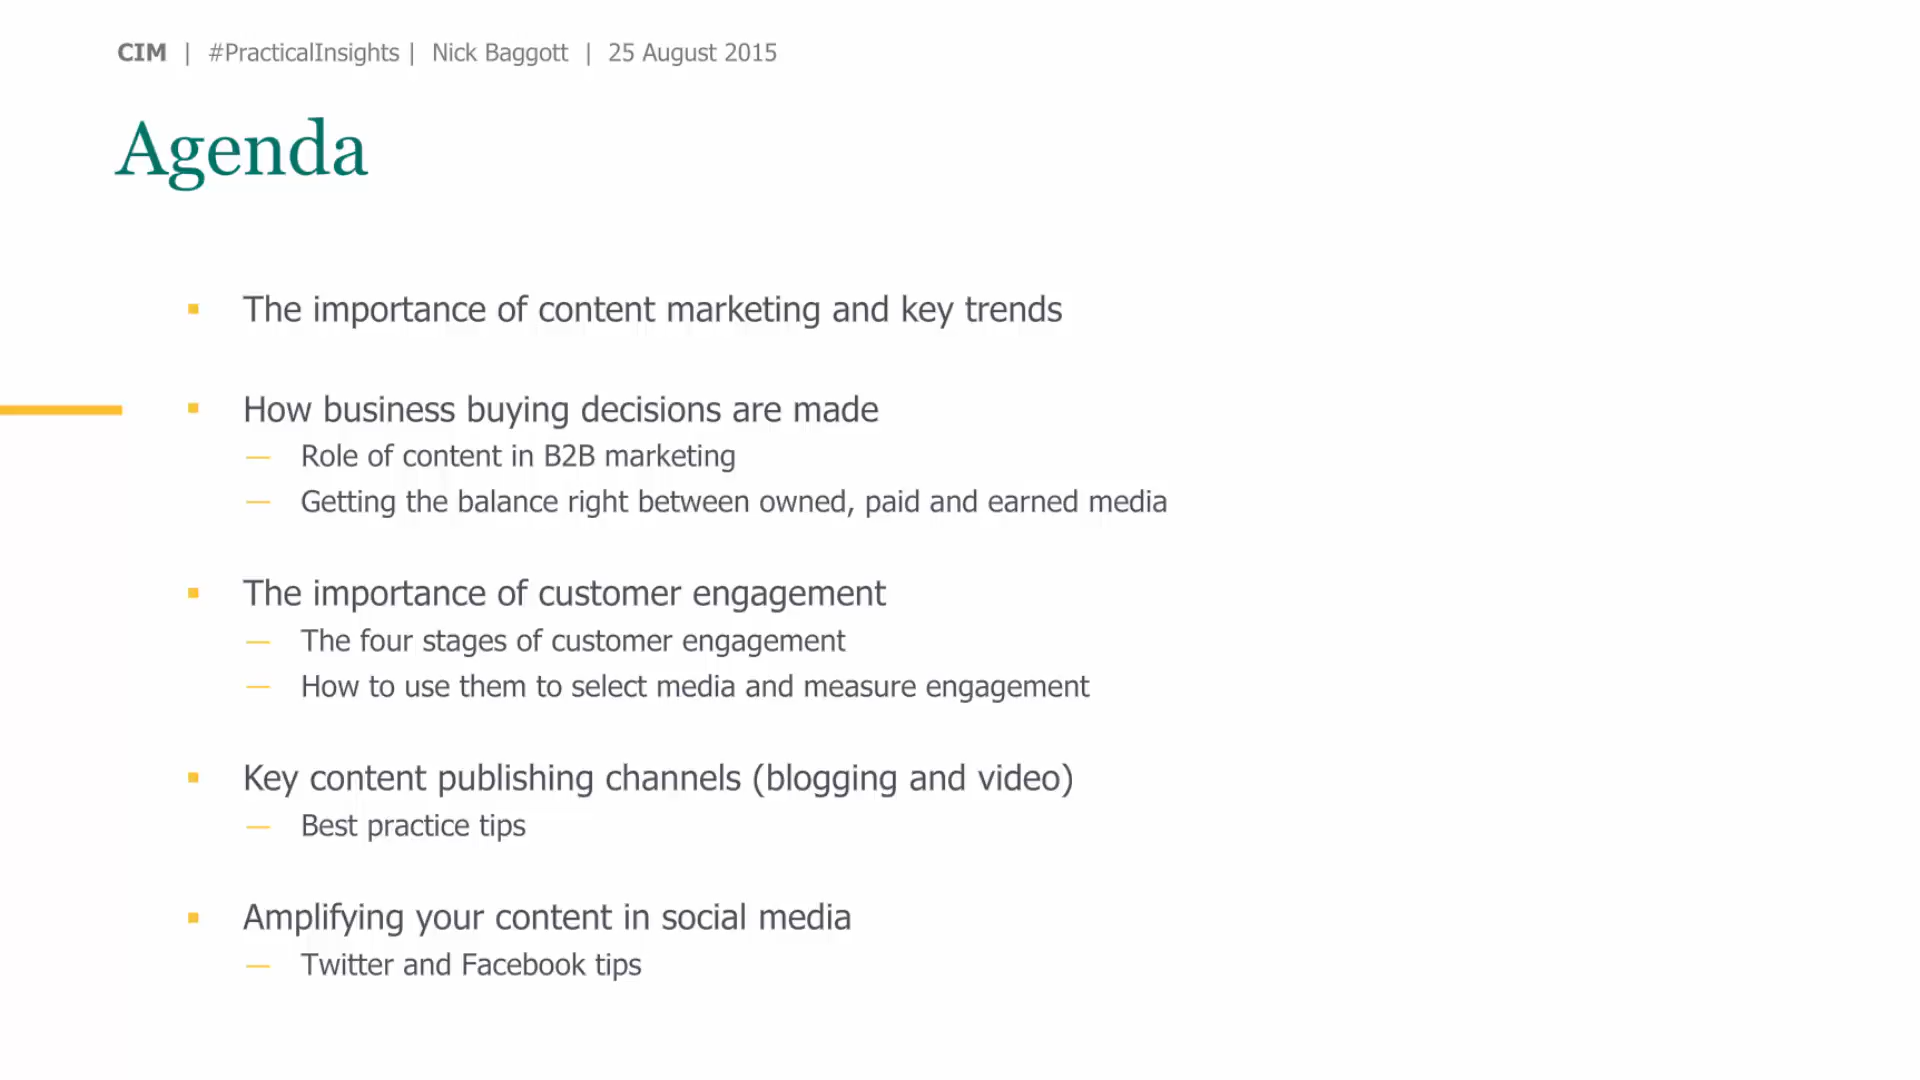 CIM | #PracticalInsights | Nick Baggott | 25 August 2015
Agenda
▪ The importance of content marketing and key trends
▪ How business buying decisions are made
— Role of content in B2B marketing
— Getting the balance right between owned, paid and earned media
▪ The importance of customer engagement
— The four stages of customer engagement
— How to use them to select media and measure engagement
▪ Key content publishing channels (blogging and video)
— Best practice tips
▪ Amplifying your content in social media
— Twitter and Facebook tips